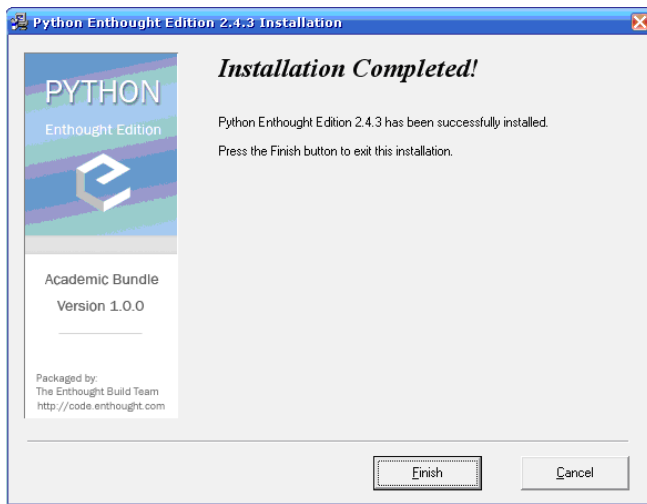 Python Enthought Edition 2.4.3 Installation
PYTHON
Enthought Edition
Academic Bundle
Version 1.0.0
Packaged by:
The Enthought Build Team
http://code.enthought.com
Installation Completed!
Python Enthought Edition 2.4.3 has been successfully installed.
Press the Finish button to exit this installation.
Finish
Cancel